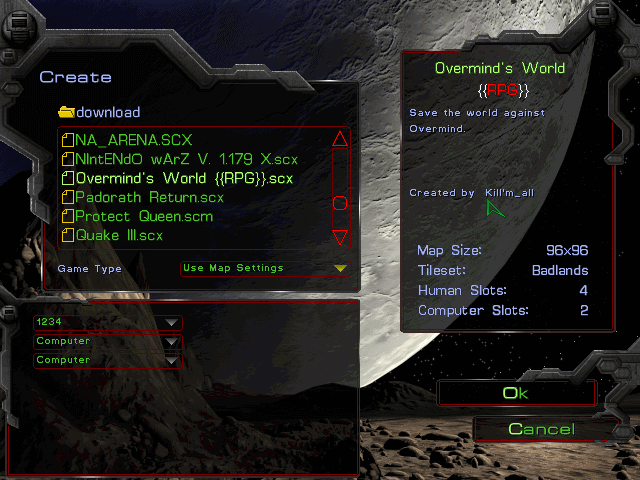 Create
download
NA_ARENA.SCX
NIntENdO wArZ V. 1.179 X.scx
Overmind's World {{RPG}}.scx
Padorath Return.scx
Protect Queen.scm
Quake III.scx
Game Type
Use Map Settings
1234
Computer
Computer
Overmind's World
{{RPG}}
Save the world against
Overmind.
Created by Kill'm_all
Map Size: 96x96
Tileset: Badlands
Human Slots: 4
Computer Slots: 2
Ok
Cancel